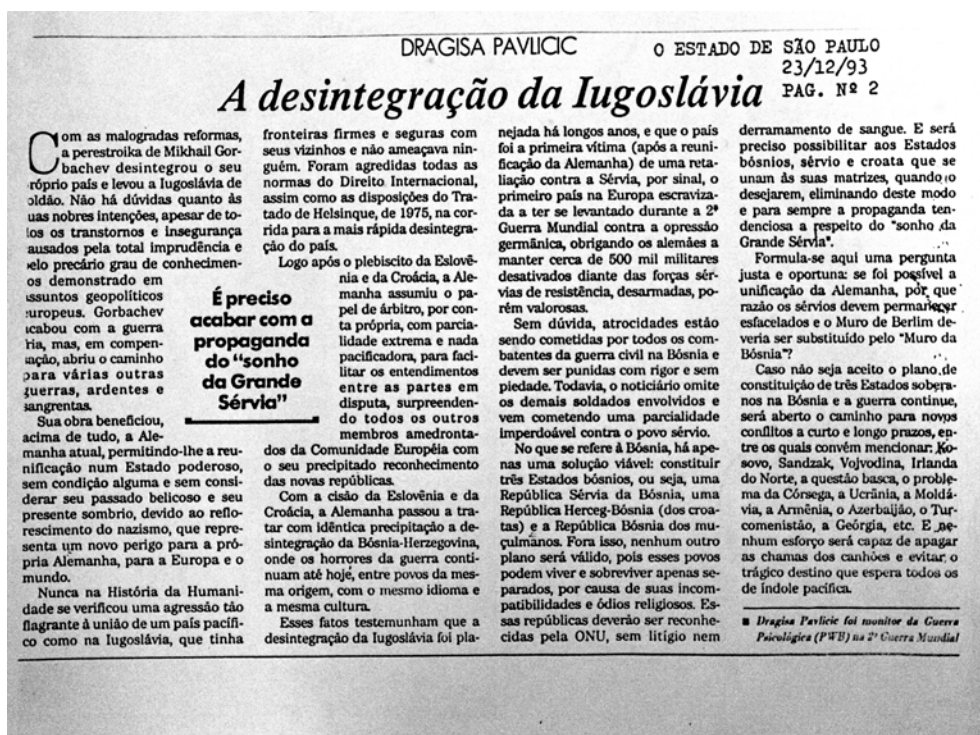 DRAGISA PAVLICIC
O ESTADO DE SÃO PAULO
23/12/93
PAG. Nº 2
A desintegração da Iugoslávia
Com as malogradas reformas,
a perestroika de Mikhail Gor-
bachev desintegrou o seu
róprio país e levou a Iugoslávia de
oldão. Não há dúvidas quanto às
uas nobres intenções, apesar de to-
los os transtornos e insegurança
ausados pela total imprudência e
pelo precário grau de conhecimen-
os demonstrado em
ssuntos geopolíticos
europeus. Gorbachev
acabou com a guerra
fria, mas, em compen-
sação, abriu o caminho
para várias outras
guerras, ardentes e
sangrentas.
Sua obra beneficiou,
acima de tudo, a Ale-
manha atual, permitindo-lhe a reu-
nificação num Estado poderoso,
sem condição alguma e sem consi-
derar seu passado belicoso e seu
presente sombrio, devido ao reflo-
rescimento do nazismo, que repre-
senta um novo perigo para a pró-
pria Alemanha, para a Europa e o
mundo.
Nunca na História da Humani-
dade se verificou uma agressão tão
flagrante à união de um país pacífi-
co como na Iugoslávia, que tinha
É preciso
acabar com a
propaganda
do "sonho
da Grande
Sérvia"
fronteiras firmes e seguras com
seus vizinhos e não ameaçava nin-
guém. Foram agredidas todas as
normas do Direito Internacional,
assim como as disposições do Tra-
tado de Helsinque, de 1975, na cor-
rida para a mais rápida desintegra-
ção do país.
Logo após o plebiscito da Eslovê-
nia e da Croácia, a Ale-
manha assumiu o pa-
pel de árbitro, por con-
ta própria, com parcia-
lidade extrema e nada
pacificadora, para faci-
litar os entendimentos
entre as partes em
disputa, surpreenden-
do todos os outros
membros amedronta-
dos da Comunidade Européia com
o seu precipitado reconhecimento
das novas repúblicas.
Com a cisão da Eslovênia e da
Croácia, a Alemanha passou a tra-
tar com idêntica precipitação a de-
sintegração da Bósnia-Herzegovina,
onde os horrores da guerra conti-
nuam até hoje, entre povos da mes-
ma origem, com o mesmo idioma e
a mesma cultura.
Esses fatos testemunham que a
desintegração da Iugoslávia foi pla-
nejada há longos anos, e que o país
foi a primeira vítima (após a reuni-
ficação da Alemanha) de uma reta-
liação contra a Sérvia, por sinal, o
primeiro país na Europa escraviza-
da a ter se levantado durante a 2ª
Guerra Mundial contra a opressão
germânica, obrigando os alemães a
manter cerca de 500 mil militares
desativados diante das forças sér-
vias de resistência, desarmadas, po-
rém valorosas.
Sem dúvida, atrocidades estão
sendo cometidas por todos os com-
batentes da guerra civil na Bósnia e
devem ser punidas com rigor e sem
piedade. Todavia, o noticiário omite
os demais soldados envolvidos e
vem cometendo uma parcialidade
imperdoável contra o povo sérvio.
No que se refere à Bósnia, há ape-
nas uma solução viável: constituir
três Estados bósnios, ou seja, uma
República Sérvia da Bósnia, uma
República Herceg-Bósnia (dos croa-
tas) e a República Bósnia dos mu-
çulmanos. Fora isso, nenhum outro
plano será válido, pois esses povos
podem viver e sobreviver apenas se-
parados, por causa de suas incom-
patibilidades e ódios religiosos. Es-
sas repúblicas deverão ser reconhe-
cidas pela ONU, sem litígio nem
derramamento de sangue. E será
preciso possibilitar aos Estados
bósnios, sérvio e croata que se
unam às suas matrizes, quando o
desejarem, eliminando deste modo
e para sempre a propaganda ten-
denciosa a respeito do "sonho da
Grande Sérvia".
Formula-se aqui uma pergunta
justa e oportuna: se foi possível a
unificação da Alemanha, por que
razão os sérvios devem permanecer
esfacelados e o Muro de Berlim de-
veria ser substituído pelo "Muro da
Bósnia"?
Caso não seja aceito o plano de
constituição de três Estados sobera-
nos na Bósnia e a guerra continue,
será aberto o caminho para novos
conflitos a curto e longo prazos, en-
tre os quais convém mencionar: Ko-
sovo, Sandzak, Vojvodina, Irlanda
do Norte, a questão basca, o proble-
ma da Córsega, a Ucrânia, a Moldá-
via, a Armênia, o Azerbaijão, o Tur-
comenistão, a Geórgia, etc. E ne-
nhum esforço será capaz de apagar
as chamas dos canhões e evitar o
trágico destino que espera todos os
de índole pacífica.
■ Dragisa Pavlicic foi monitor da Guerra
Psicológica (PWB) na 2ª Guerra Mundial